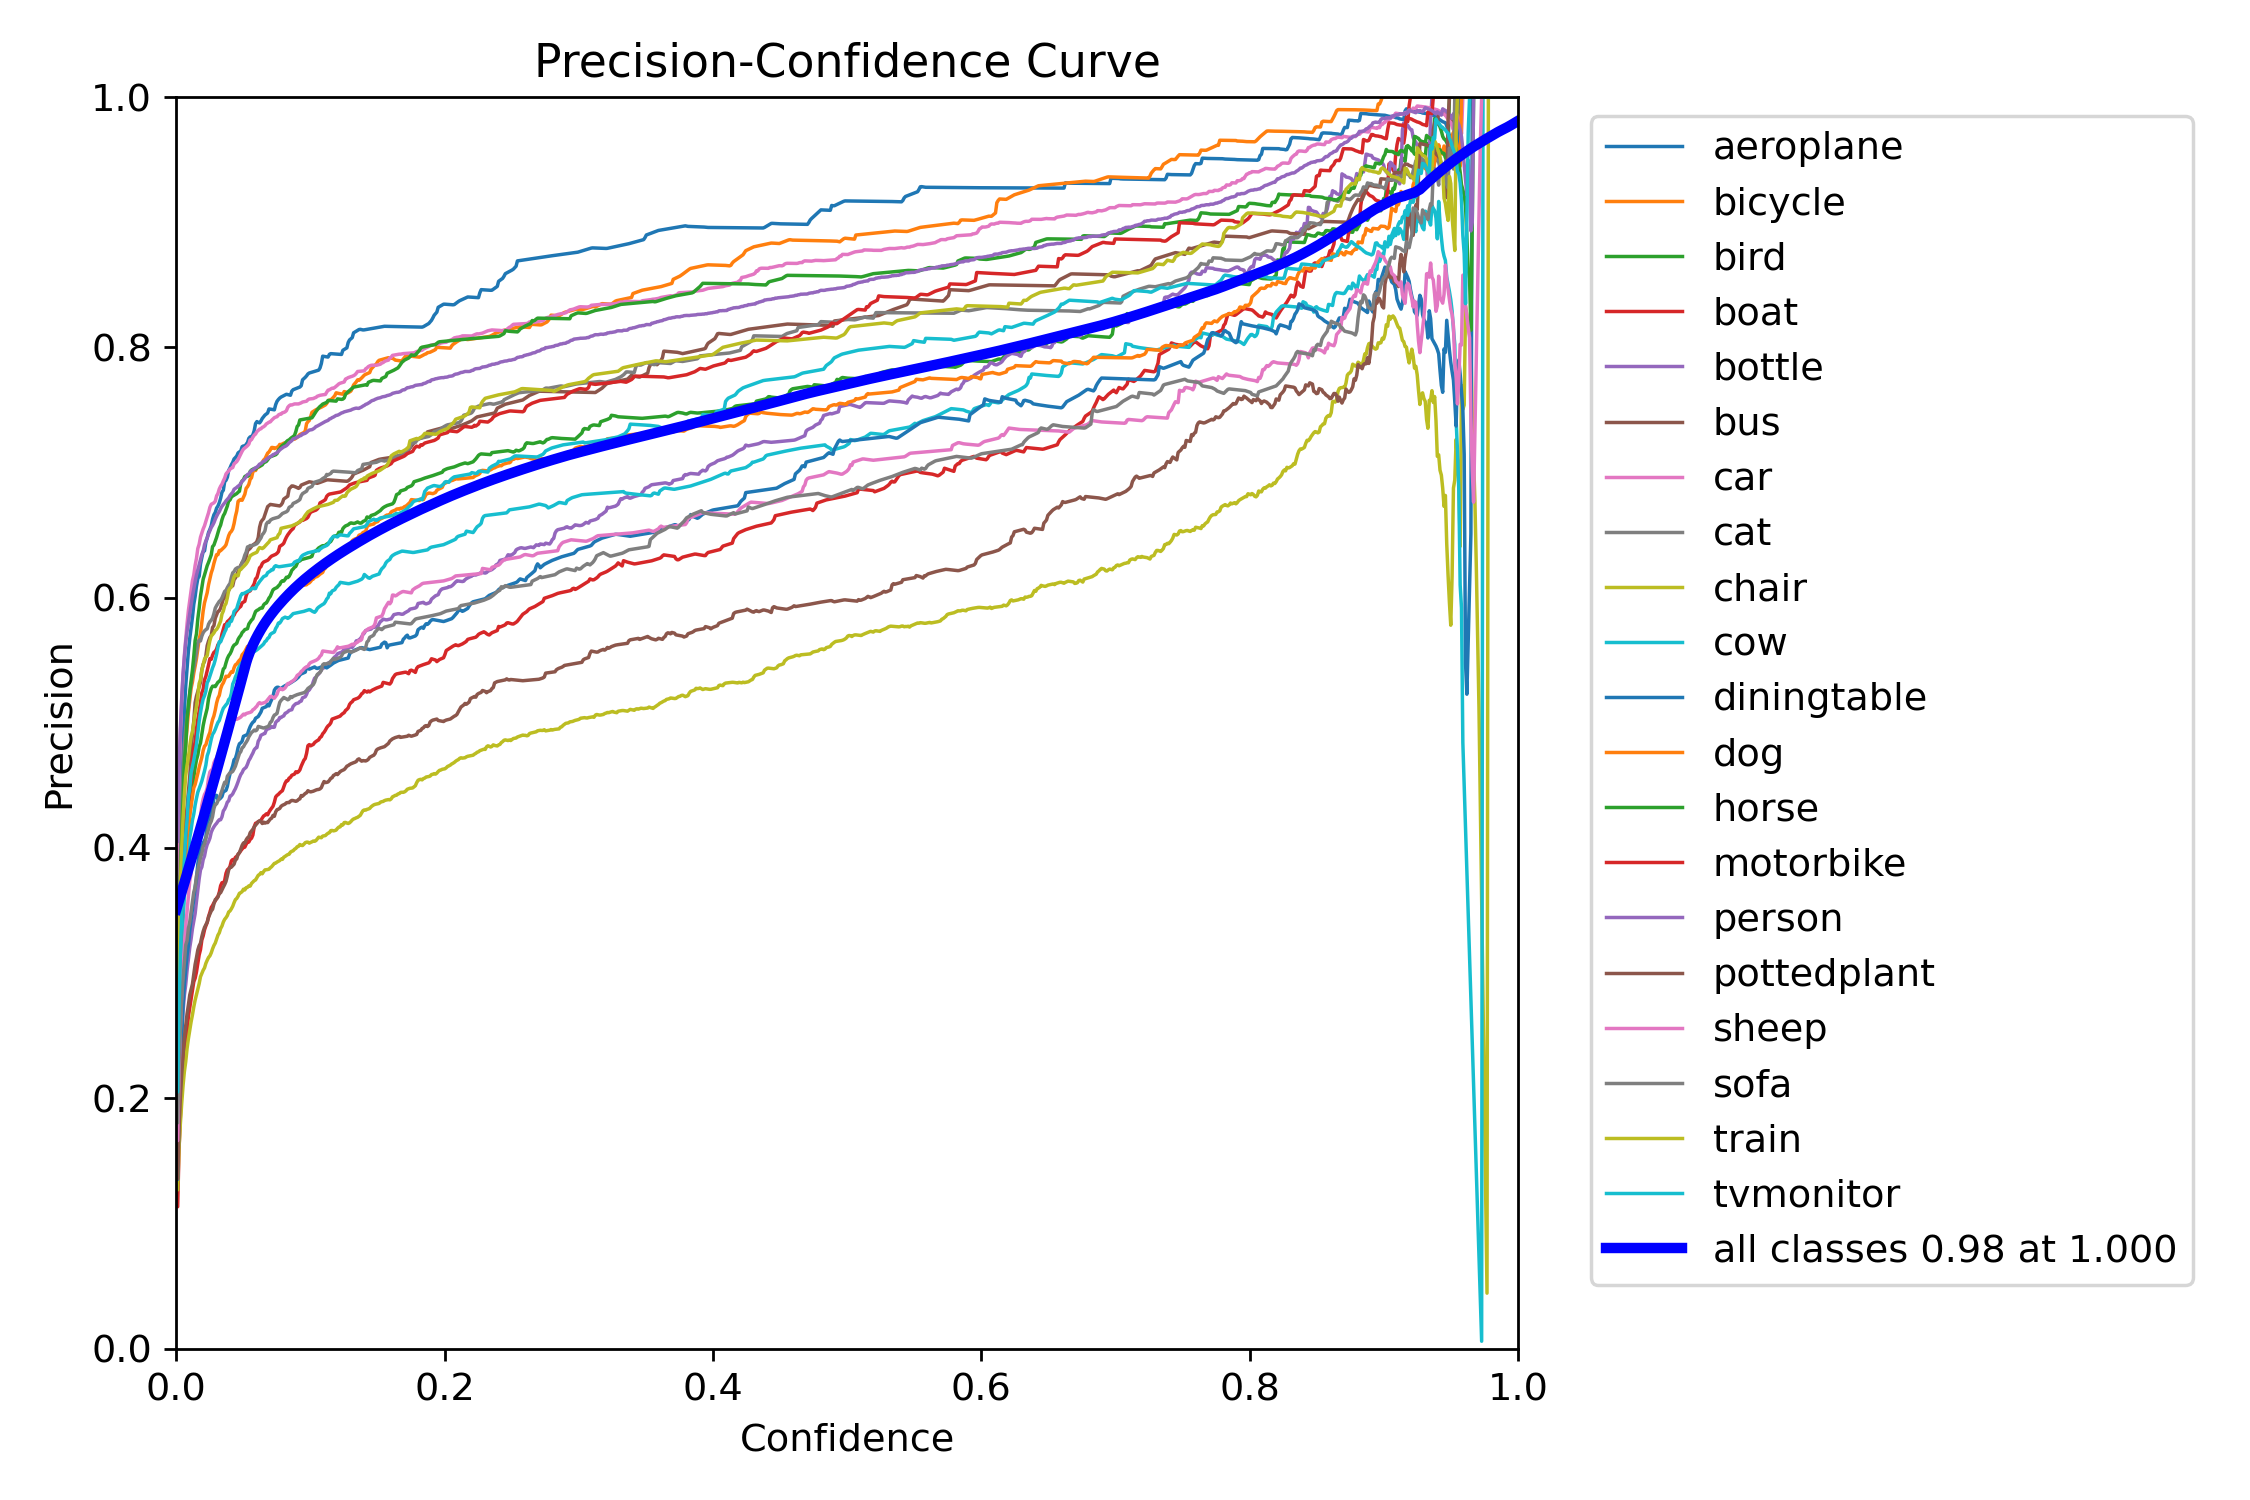 Precision-Confidence Curve
1.0
0.8
0.6
0.4
0.2
0.0
Precision
0.0 0.2 0.4 0.6 0.8 1.0
Confidence
aeroplane
bicycle
bird
boat
bottle
bus
car
cat
chair
cow
diningtable
dog
horse
motorbike
person
pottedplant
sheep
sofa
train
tvmonitor
all classes 0.98 at 1.000